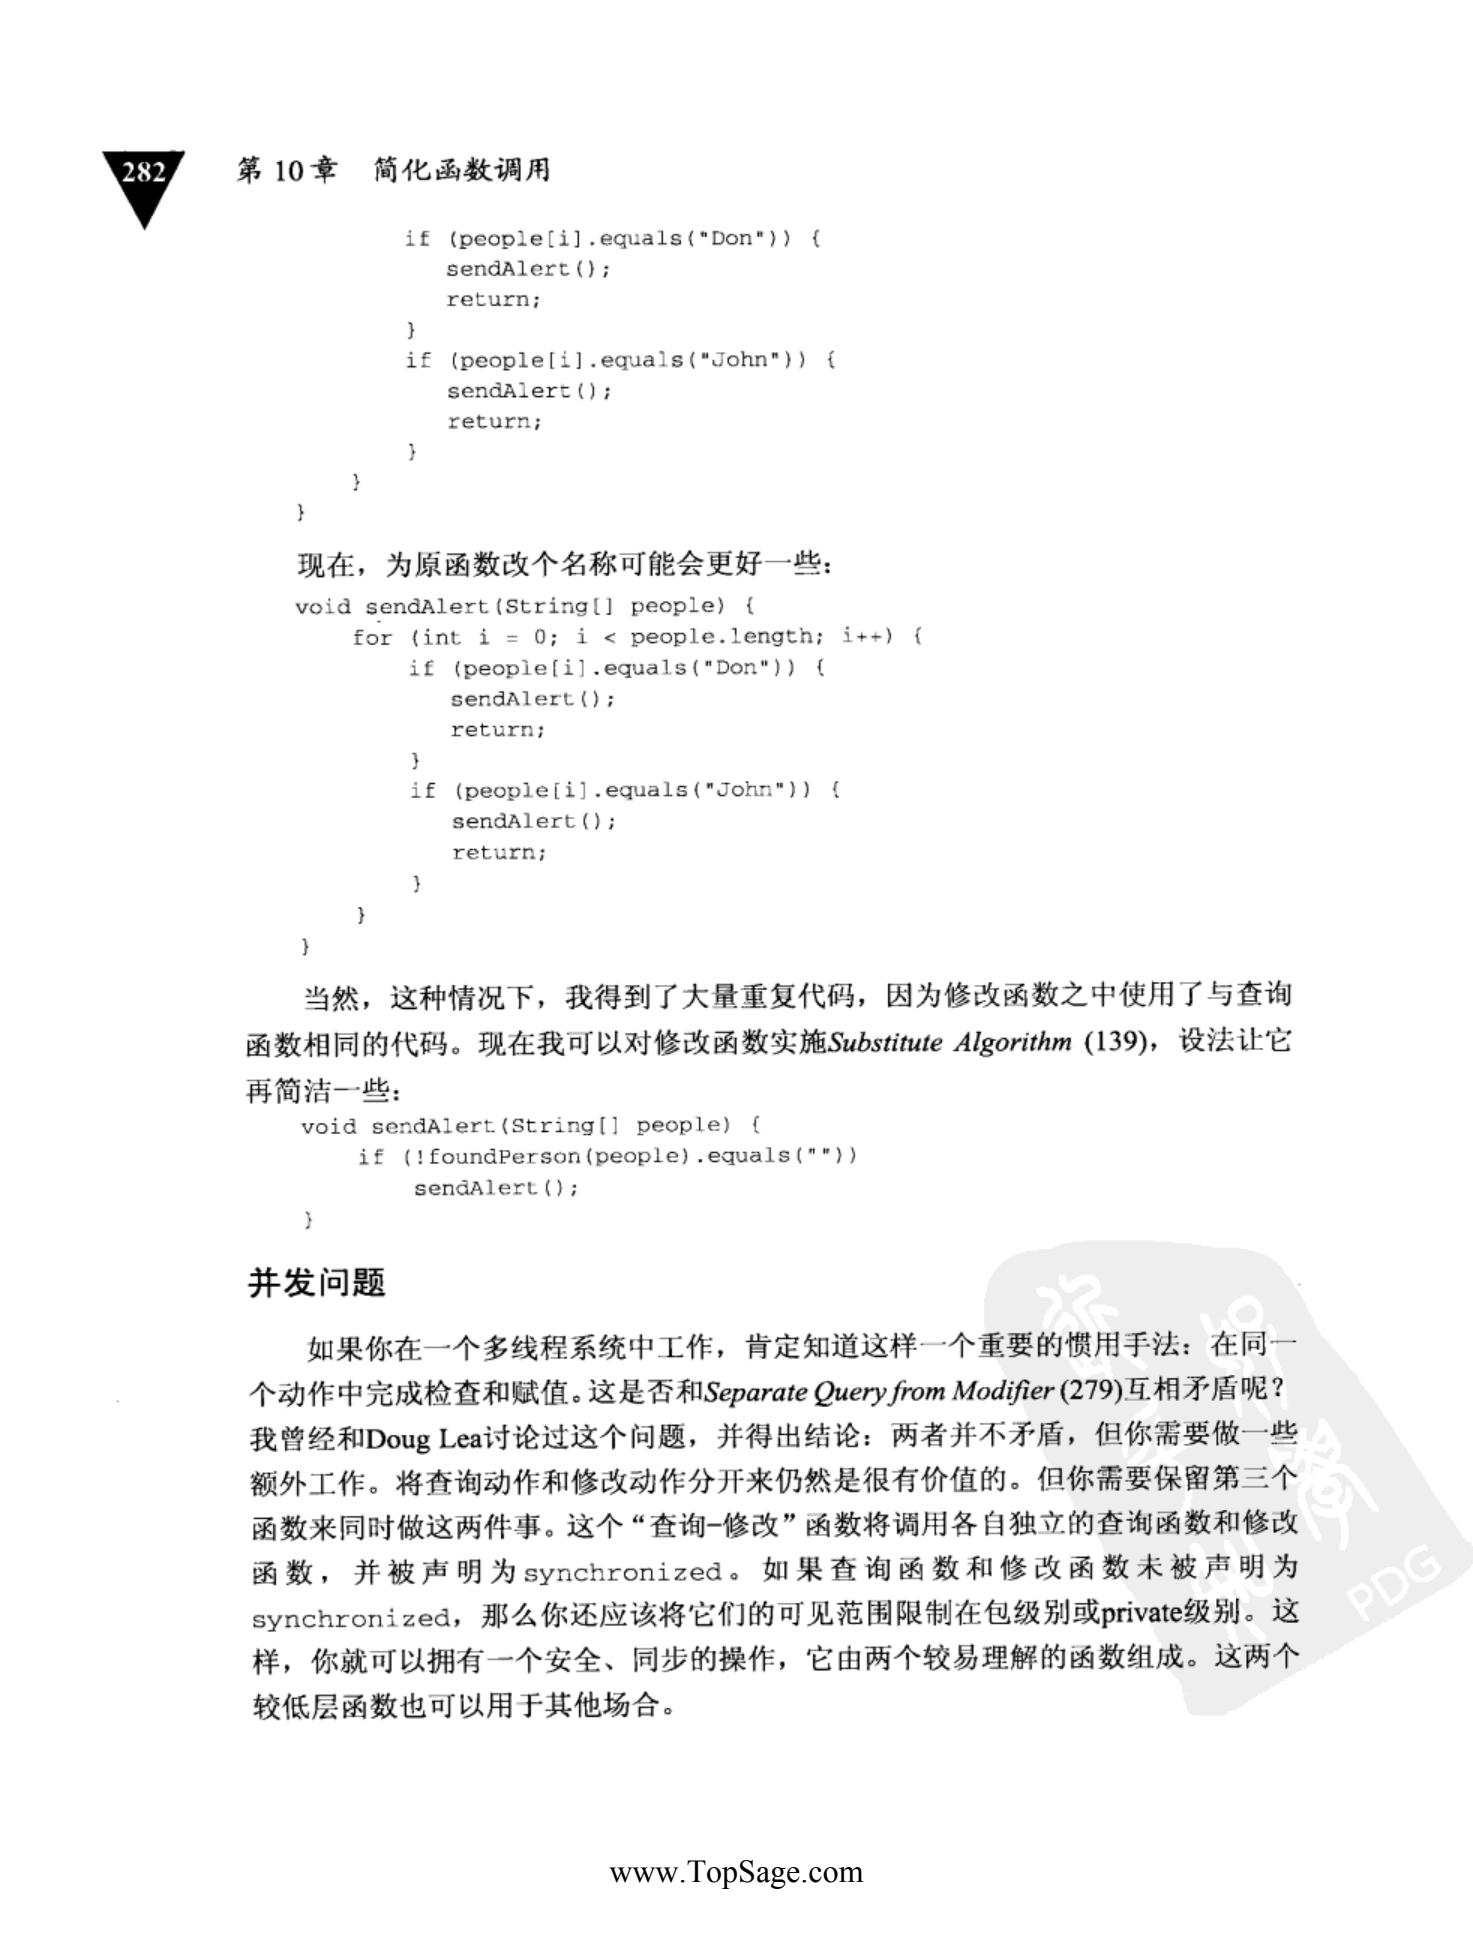 282 第 10 章 简化函数调用
if (people[i].equals("Don")) {
sendAlert();
return;
}
if (people[i].equals("John")) {
sendAlert();
return;
}
}
}
现在，为原函数改个名称可能会更好一些：
void sendAlert(String[] people) {
for (int i = 0; i < people.length; i++) {
if (people[i].equals("Don")) {
sendAlert();
return;
}
if (people[i].equals("John")) {
sendAlert();
return;
}
}
}
当然，这种情况下，我得到了大量重复代码，因为修改函数之中使用了与查询
函数相同的代码。现在我可以对修改函数实施Substitute Algorithm (139)，设法让它
再简洁一些：
void sendAlert(String[] people) {
if (!foundPerson(people).equals(""))
sendAlert();
}
并发问题
如果你在一个多线程系统中工作，肯定知道这样一个重要的惯用手法：在同一
个动作中完成检查和赋值。这是否和Separate Query from Modifier (279)互相矛盾呢？
我曾经和Doug Lea讨论过这个问题，并得出结论：两者并不矛盾，但你需要做一些
额外工作。将查询动作和修改动作分开来仍然是很有价值的。但你需要保留第三个
函数来同时做这两件事。这个“查询–修改”函数将调用各自独立的查询函数和修改
函数，并被声明为synchronized。如果查询函数和修改函数未被声明为
synchronized，那么你还应该将它们的可见范围限制在包级别或private级别。这
样，你就可以拥有一个安全、同步的操作，它由两个较易理解的函数组成。这两个
较低层函数也可以用于其他场合。
PDG
www.TopSage.com